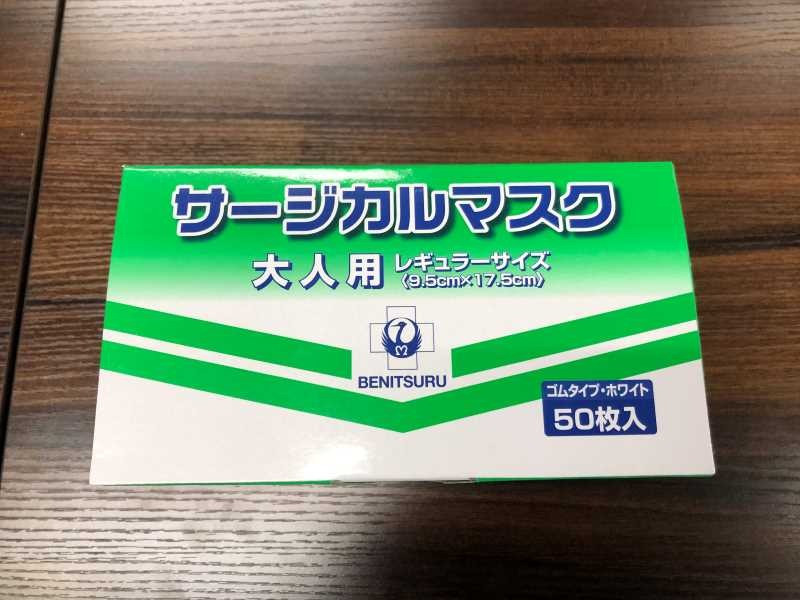 サージカルマスク
大人用 レギュラーサイズ
〈9.5cm×17.5cm〉
BENITSURU
ゴムタイプ・ホワイト
50枚入